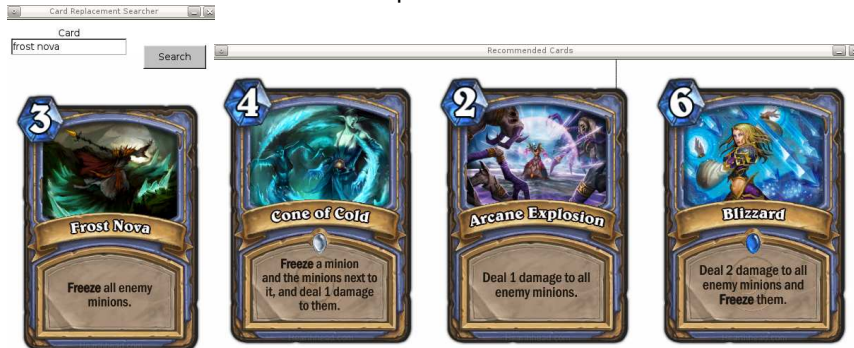 Card Replacement Searcher
Card
frost nova
Search
Recommended Cards
3
Frost Nova
Freeze all enemy
minions.
4
Cone of Cold
Freeze a minion
and the minions next to
it, and deal 1 damage
to them.
2
Arcane Explosion
Deal 1 damage to all
enemy minions.
6
Blizzard
Deal 2 damage to all
enemy minions and
Freeze them.